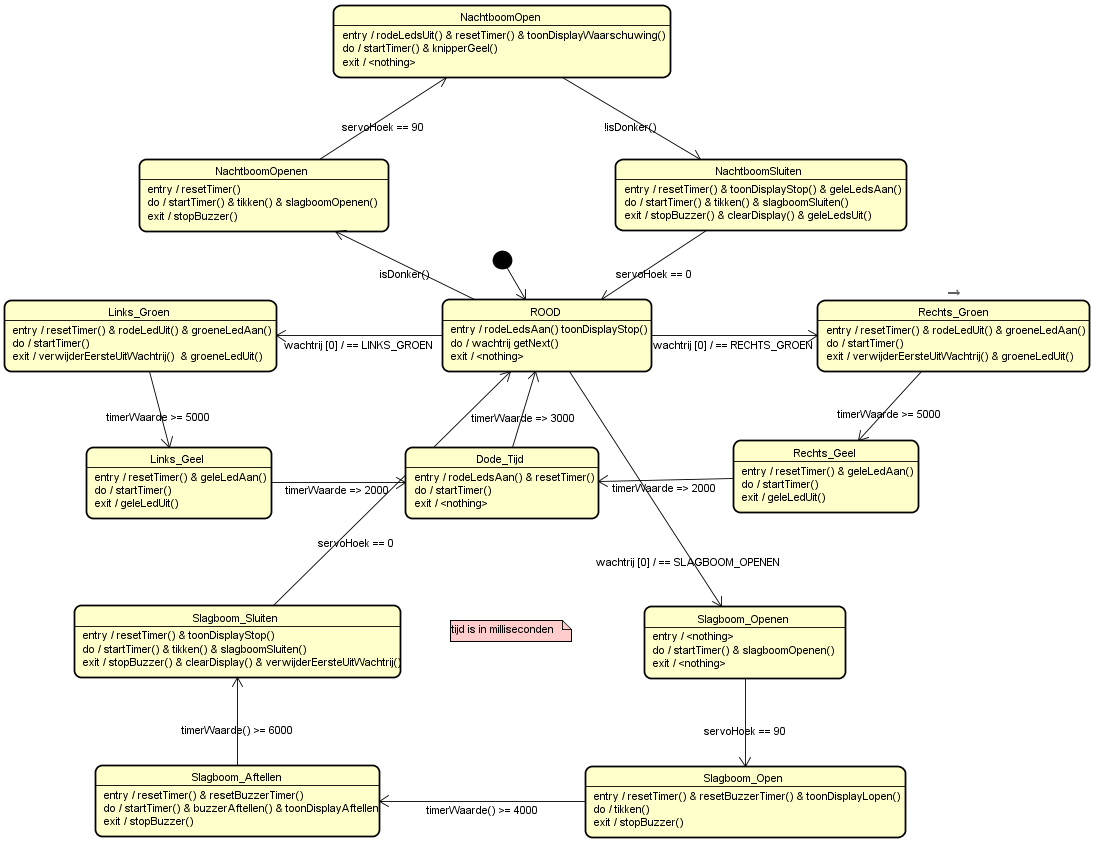 NachtboomOpen
entry / rodeLedsUit() & resetTimer() & toonDisplayWaarschuwing()
do / startTimer() & knipperGeel()
exit / <nothing>
servoHoek == 90
!isDonker()
NachtboomOpenen
entry / resetTimer()
do / startTimer() & tikken() & slagboomOpenen()
exit / stopBuzzer()
NachtboomSluiten
entry / resetTimer() & toonDisplayStop() & geleLedsAan()
do / startTimer() & tikken() & slagboomSluiten()
exit / stopBuzzer() & clearDisplay() & geleLedsUit()
isDonker()
servoHoek == 0
Links_Groen
entry / resetTimer() & rodeLedUit() & groeneLedAan()
do / startTimer()
exit / verwijderEersteUitWachtrij() & groeneLedUit()
wachtrij [0] / == LINKS_GROEN
ROOD
entry / rodeLedsAan() toonDisplayStop()
do / wachtrij getNext()
exit / <nothing>
wachtrij [0] / == RECHTS_GROEN
Rechts_Groen
entry / resetTimer() & rodeLedUit() & groeneLedAan()
do / startTimer()
exit / verwijderEersteUitWachtrij() & groeneLedUit()
timerWaarde >= 5000
timerWaarde => 3000
timerWaarde >= 5000
Links_Geel
entry / resetTimer() & geleLedAan()
do / startTimer()
exit / geleLedUit()
timerWaarde => 2000
Dode_Tijd
entry / rodeLedsAan() & resetTimer()
do / startTimer()
exit / <nothing>
timerWaarde => 2000
Rechts_Geel
entry / resetTimer() & geleLedAan()
do / startTimer()
exit / geleLedUit()
servoHoek == 0
wachtrij [0] / == SLAGBOOM_OPENEN
Slagboom_Sluiten
entry / resetTimer() & toonDisplayStop()
do / startTimer() & tikken() & slagboomSluiten()
exit / stopBuzzer() & clearDisplay() & verwijderEersteUitWachtrij()
tijd is in milliseconden
Slagboom_Openen
entry / <nothing>
do / startTimer() & slagboomOpenen()
exit / <nothing>
timerWaarde() >= 6000
servoHoek == 90
Slagboom_Aftellen
entry / resetTimer() & resetBuzzerTimer()
do / startTimer() & buzzerAftellen() & toonDisplayAftellen
exit / stopBuzzer()
timerWaarde() >= 4000
Slagboom_Open
entry / resetTimer() & resetBuzzerTimer() & toonDisplayLopen()
do / tikken()
exit / stopBuzzer()